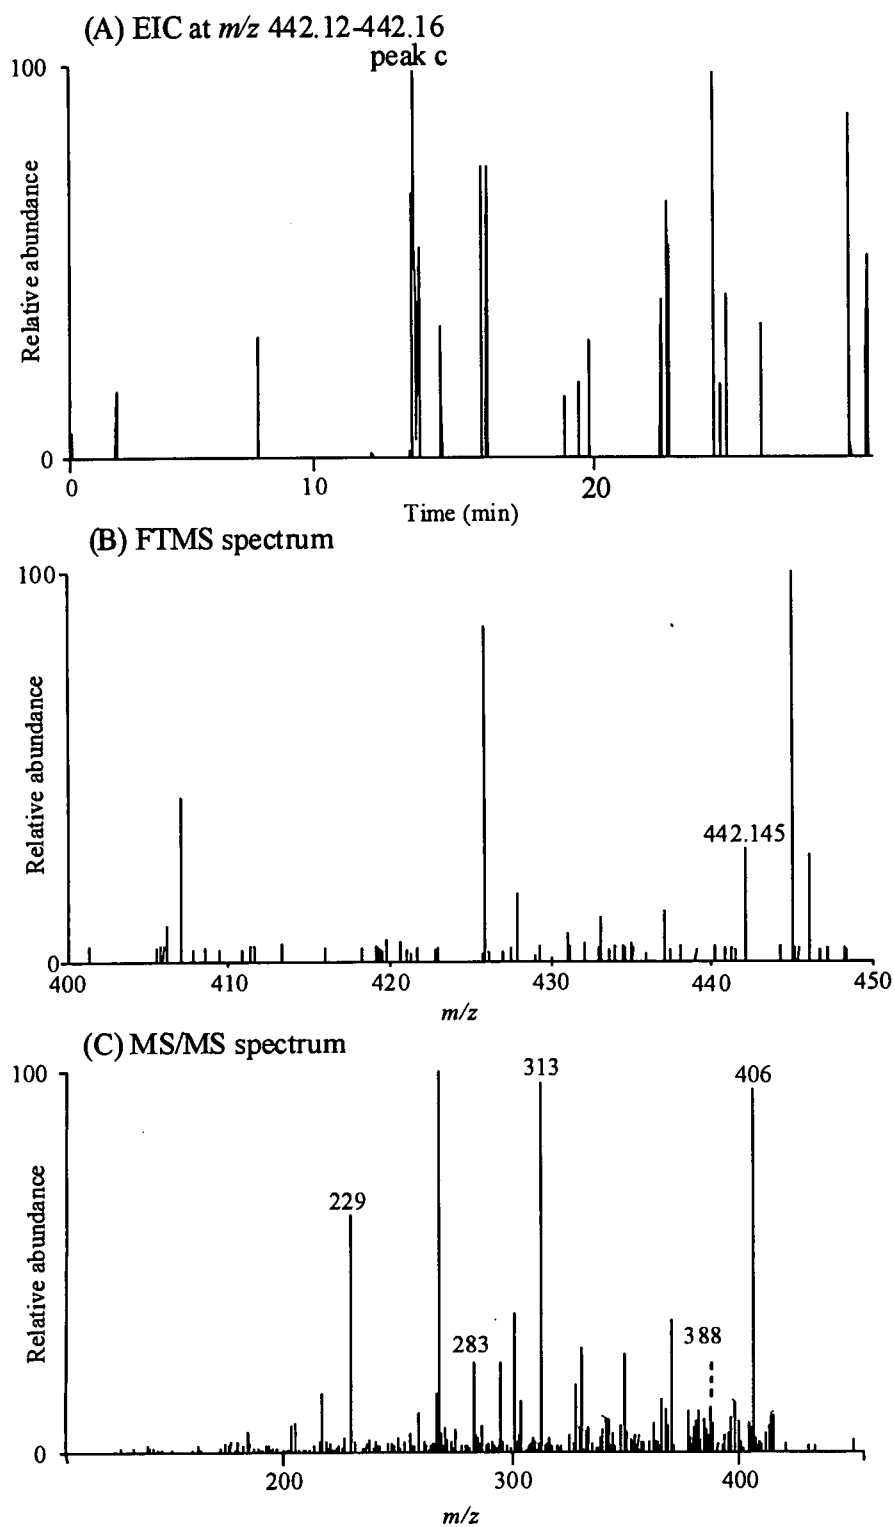 (A) EIC at m/z 442.12-442.16
peak c
100
Relative abundance
0
0 10 20
Time (min)
(B) FTMS spectrum
100
Relative abundance
442.145
0
400 410 420 430 440 450
m/z
(C) MS/MS spectrum
100
313
406
229
Relative abundance
388
283
0
200 300 400
m/z